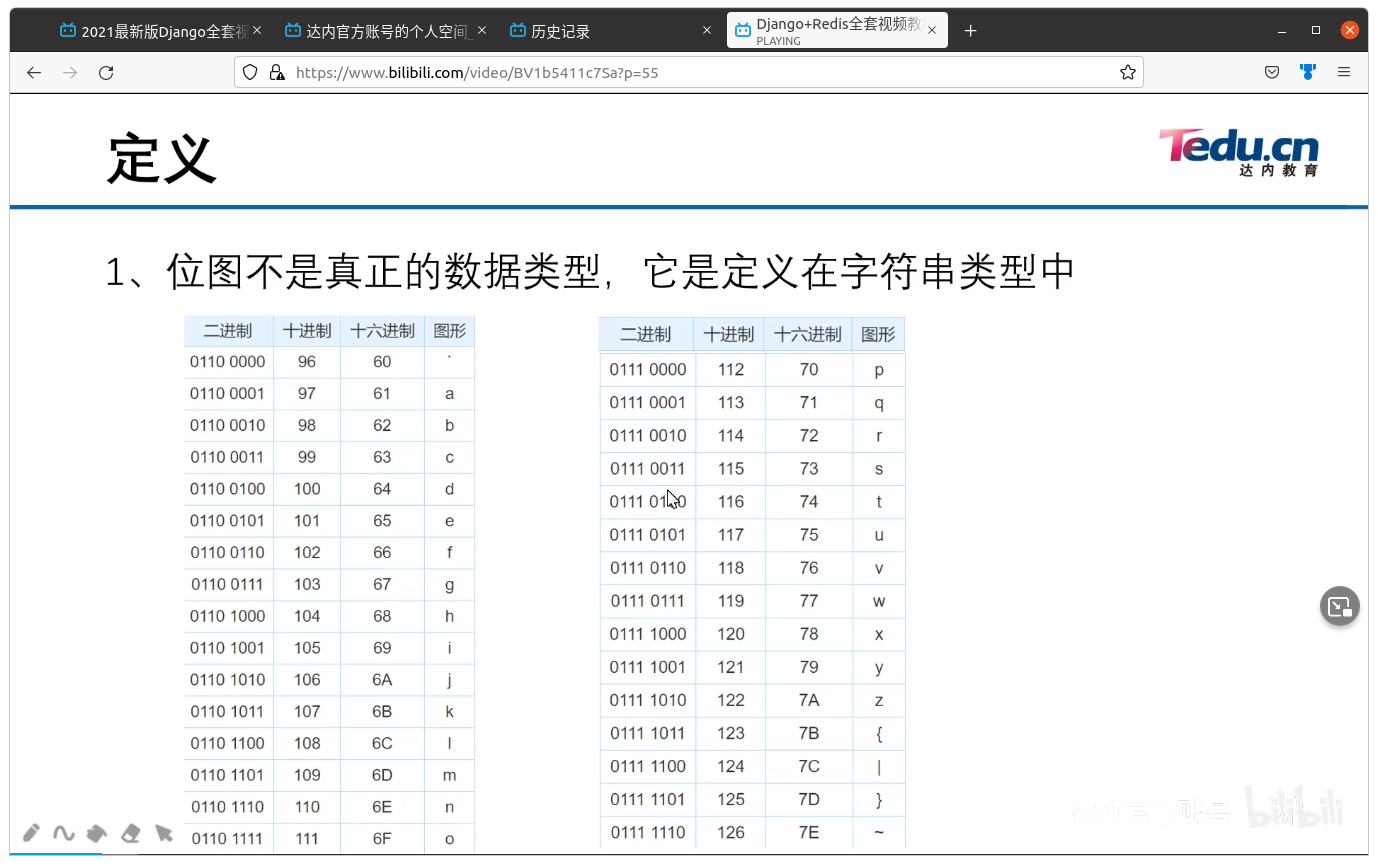 2021最新版Django全套视
达内官方账号的个人空间_
历史记录
Django+Redis全套视频教
PLAYING
https://www.bilibili.com/video/BV1b5411c7Sa?p=55
定义
Tedu.cn
达内教育
1、位图不是真正的数据类型，它是定义在字符串类型中
二进制 十进制 十六进制 图形
0110 0000 96 60 `
0110 0001 97 61 a
0110 0010 98 62 b
0110 0011 99 63 c
0110 0100 100 64 d
0110 0101 101 65 e
0110 0110 102 66 f
0110 0111 103 67 g
0110 1000 104 68 h
0110 1001 105 69 i
0110 1010 106 6A j
0110 1011 107 6B k
0110 1100 108 6C l
0110 1101 109 6D m
0110 1110 110 6E n
0110 1111 111 6F o
二进制 十进制 十六进制 图形
0111 0000 112 70 p
0111 0001 113 71 q
0111 0010 114 72 r
0111 0011 115 73 s
0111 0100 116 74 t
0111 0101 117 75 u
0111 0110 118 76 v
0111 0111 119 77 w
0111 1000 120 78 x
0111 1001 121 79 y
0111 1010 122 7A z
0111 1011 123 7B {
0111 1100 124 7C |
0111 1101 125 7D }
0111 1110 126 7E ~
达内官方账号 bilibili